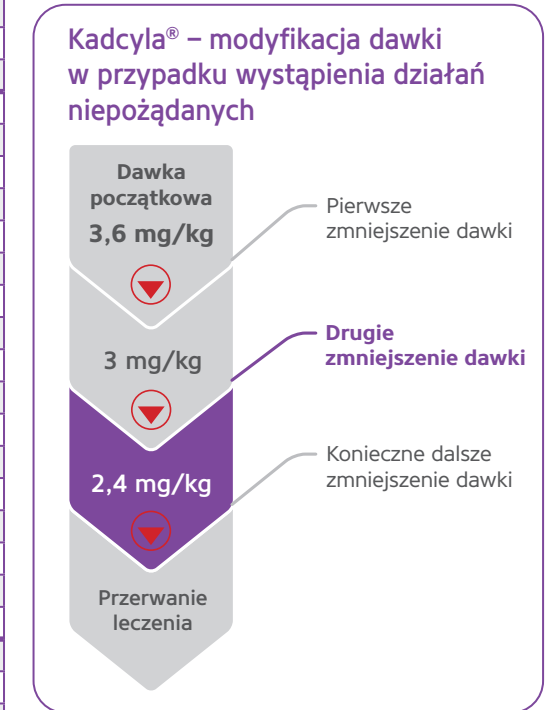 Kadcyla® – modyfikacja dawki
w przypadku wystąpienia działań
niepożądanych
Dawka
początkowa
3,6 mg/kg
Pierwsze
zmniejszenie dawki
3 mg/kg
Drugie
zmniejszenie dawki
2,4 mg/kg
Konieczne dalsze
zmniejszenie dawki
Przerwanie
leczenia